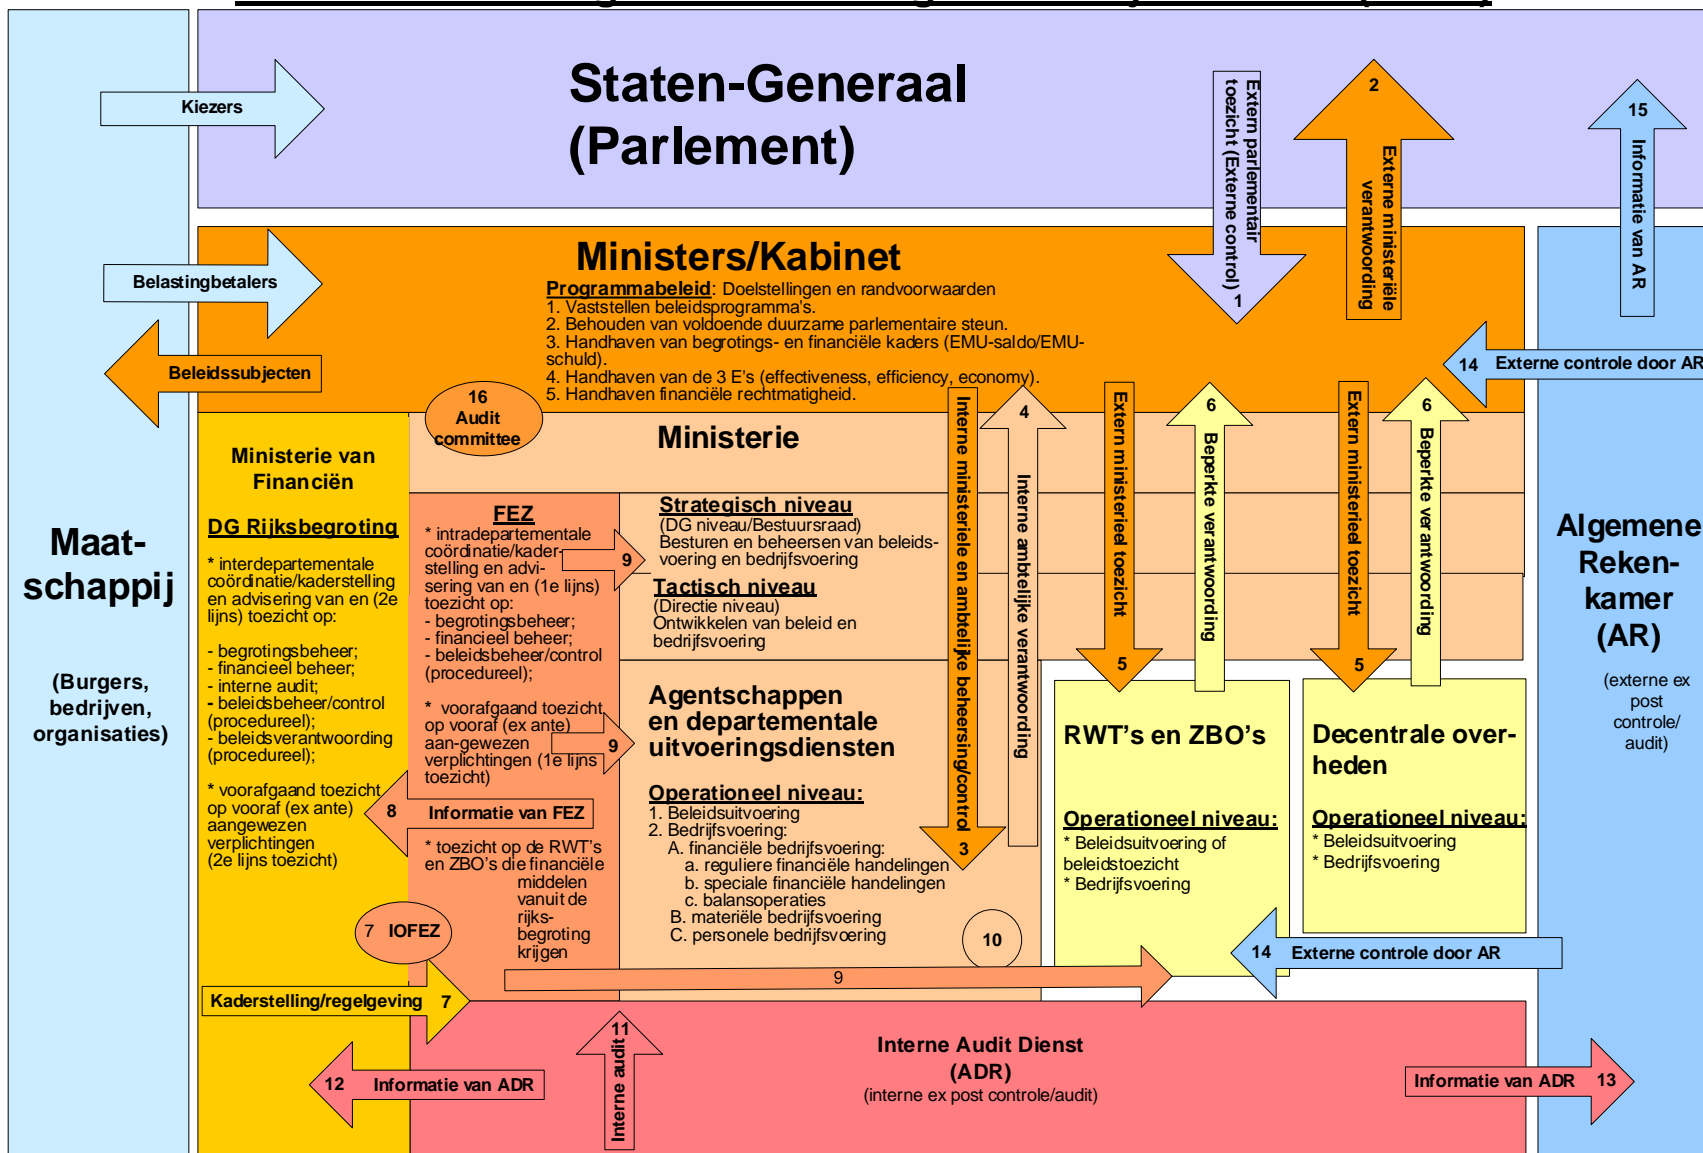 Staten-Generaal
(Parlement)
Kiezers
Extern parlementair
toezicht (Externe control)
1
2
Externe ministeriële
verantwoording
15
Informatie van AR
Ministers/Kabinet
Programmabeleid: Doelstellingen en randvoorwaarden
1. Vaststellen beleidsprogramma's.
2. Behouden van voldoende duurzame parlementaire steun.
3. Handhaven van begrotings- en financiële kaders (EMU-saldo/EMU-
schuld).
4. Handhaven van de 3 E's (effectiveness, efficiency, economy).
5. Handhaven financiële rechtmatigheid.
Belastingbetalers
Beleidssubjecten
14 Externe controle door AR
16
Audit
committee
Ministerie
Interne ministeriele en ambtelijke beheersing/control
3
4
Interne ambtelijke verantwoording
Extern ministerieel toezicht
5
6
Beperkte verantwoording
Extern ministerieel toezicht
5
6
Beperkte verantwoording
Maat-
schappij
(Burgers,
bedrijven,
organisaties)
Ministerie van
Financiën
DG Rijksbegroting
* interdepartementale
coördinatie/kaderstelling
en advisering van en (2e
lijns) toezicht op:
- begrotingsbeheer;
- financieel beheer;
- interne audit;
- beleidsbeheer/control
(procedureel);
- beleidsverantwoording
(procedureel);
* voorafgaand toezicht
op vooraf (ex ante)
aangewezen
verplichtingen
(2e lijns toezicht)
FEZ
* intradepartementale
coördinatie/kader-
stelling en advi-
sering van en (1e lijns)
toezicht op:
- begrotingsbeheer;
- financieel beheer;
- beleidsbeheer/control
(procedureel);
* voorafgaand toezicht
op vooraf (ex ante)
aan-gewezen
verplichtingen (1e lijns
toezicht)
8 Informatie van FEZ
* toezicht op de RWT's
en ZBO's die financiële
middelen
vanuit de
rijks-
begroting
krijgen
9
9
Strategisch niveau
(DG niveau/Bestuursraad)
Besturen en beheersen van beleids-
voering en bedrijfsvoering
Tactisch niveau
(Directie niveau)
Ontwikkelen van beleid en
bedrijfsvoering
Agentschappen
en departementale
uitvoeringsdiensten
Operationeel niveau:
1. Beleidsuitvoering
2. Bedrijfsvoering:
A. financiële bedrijfsvoering:
a. reguliere financiële handelingen
b. speciale financiële handelingen
c. balansoperaties
B. materiële bedrijfsvoering
C. personele bedrijfsvoering
10
RWT's en ZBO's
Operationeel niveau:
* Beleidsuitvoering of
beleidstoezicht
* Bedrijfsvoering
Decentrale over-
heden
Operationeel niveau:
* Beleidsuitvoering
* Bedrijfsvoering
Algemene
Reken-
kamer
(AR)
(externe ex
post
controle/
audit)
7 IOFEZ
14 Externe controle door AR
9
Kaderstelling/regelgeving 7
11
Interne audit
12 Informatie van ADR
Interne Audit Dienst
(ADR)
(interne ex post controle/audit)
Informatie van ADR 13